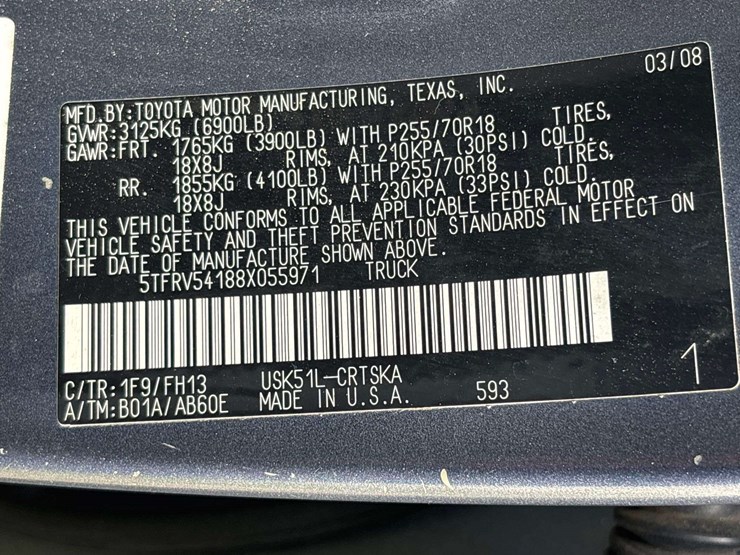 03/08
MFD.BY:TOYOTA MOTOR MANUFACTURING, TEXAS, INC.
GVWR:3125KG (6900LB)
GAWR:FRT. 1765KG (3900LB) WITH P255/70R18 TIRES,
18X8J RIMS, AT 210KPA (30PSI) COLD.
RR. 1855KG (4100LB) WITH P255/70R18 TIRES,
18X8J RIMS, AT 230KPA (33PSI) COLD.
THIS VEHICLE CONFORMS TO ALL APPLICABLE FEDERAL MOTOR
VEHICLE SAFETY AND THEFT PREVENTION STANDARDS IN EFFECT ON
THE DATE OF MANUFACTURE SHOWN ABOVE.
5TFRV54188X055971 TRUCK
C/TR:1F9/FH13 USK51L-CRTSKA
A/TM:B01A/AB60E MADE IN U.S.A. 593
1